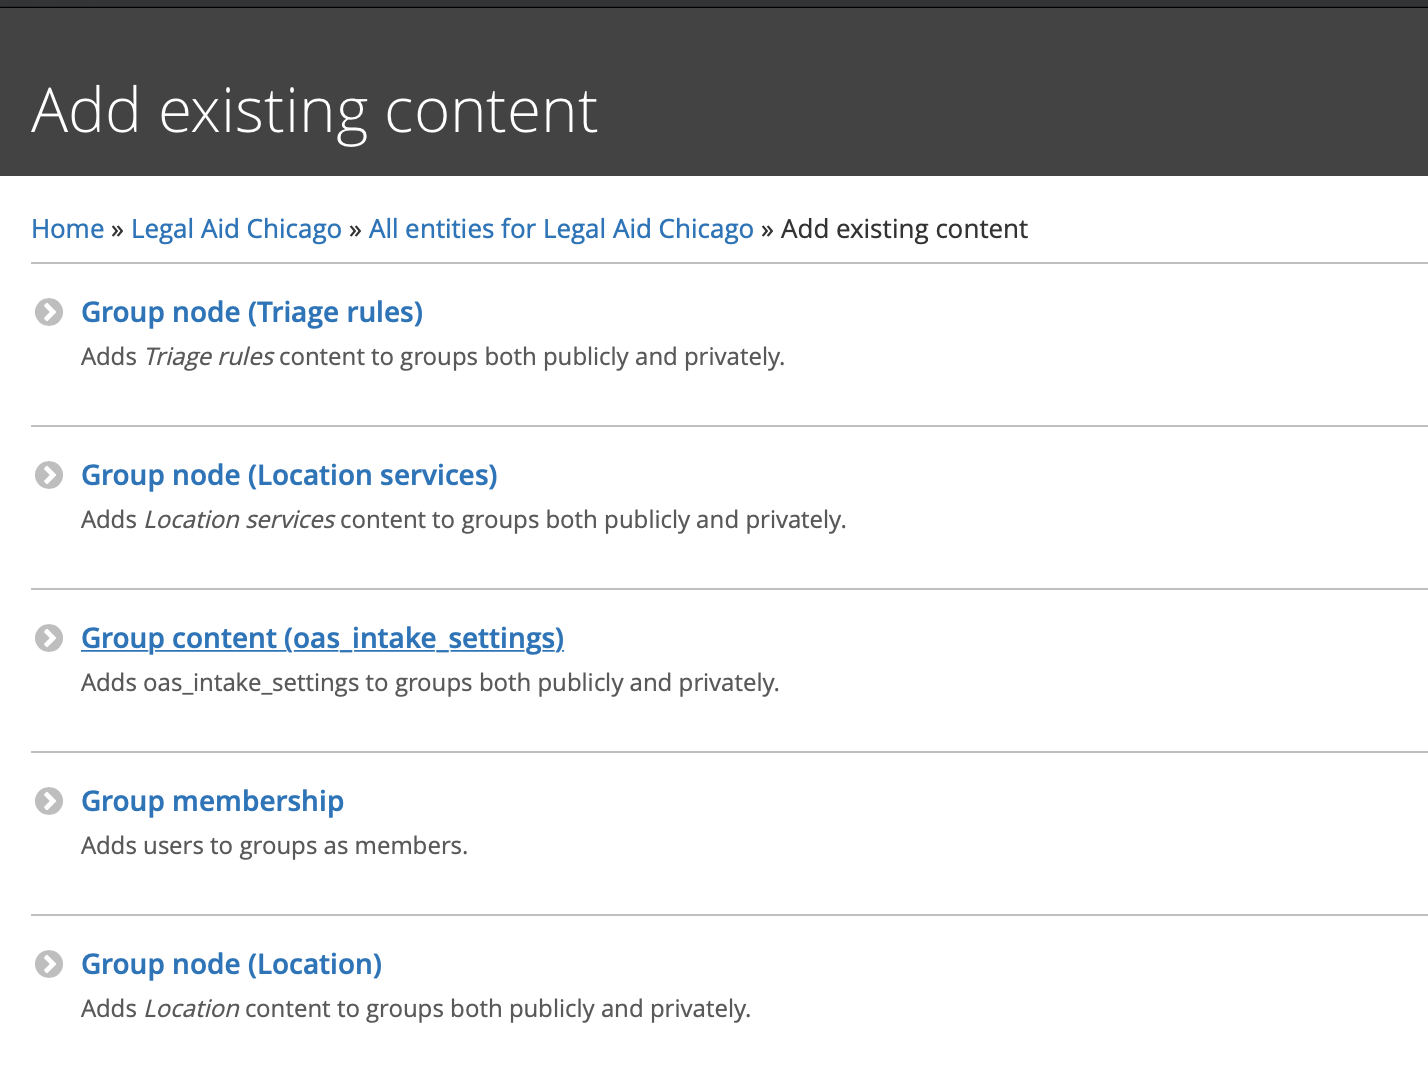 Add existing content
Home » Legal Aid Chicago » All entities for Legal Aid Chicago » Add existing content
Group node (Triage rules)
Adds Triage rules content to groups both publicly and privately.
Group node (Location services)
Adds Location services content to groups both publicly and privately.
Group content (oas_intake_settings)
Adds oas_intake_settings to groups both publicly and privately.
Group membership
Adds users to groups as members.
Group node (Location)
Adds Location content to groups both publicly and privately.